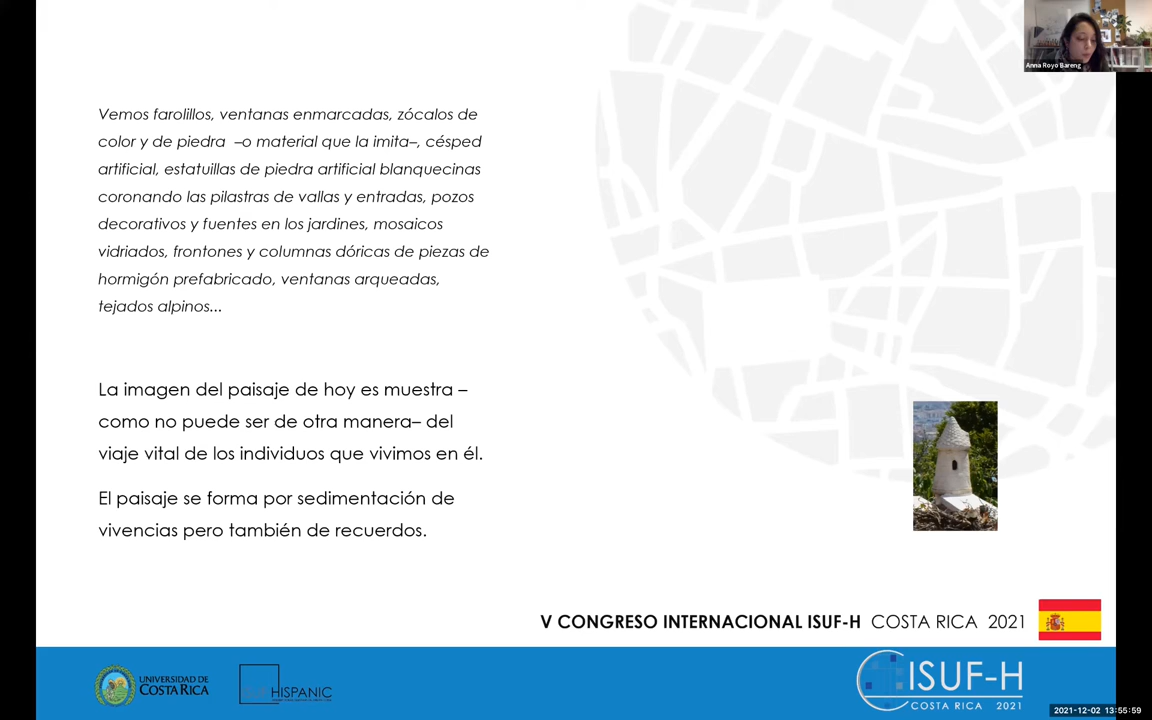 Anna Royo Bareng
Vemos farolillos, ventanas enmarcadas, zócalos de
color y de piedra –o material que la imita–, césped
artificial, estatuillas de piedra artificial blanquecinas
coronando las pilastras de vallas y entradas, pozos
decorativos y fuentes en los jardines, mosaicos
vidriados, frontones y columnas dóricas de piezas de
hormigón prefabricado, ventanas arqueadas,
tejados alpinos...
La imagen del paisaje de hoy es muestra –
como no puede ser de otra manera– del
viaje vital de los individuos que vivimos en él.
El paisaje se forma por sedimentación de
vivencias pero también de recuerdos.
V CONGRESO INTERNACIONAL ISUF-H COSTA RICA 2021
UNIVERSIDAD DE
COSTA RICA
HISPANIC
ISUF-H
COSTA RICA 2021
2021-12-02 13:55:59